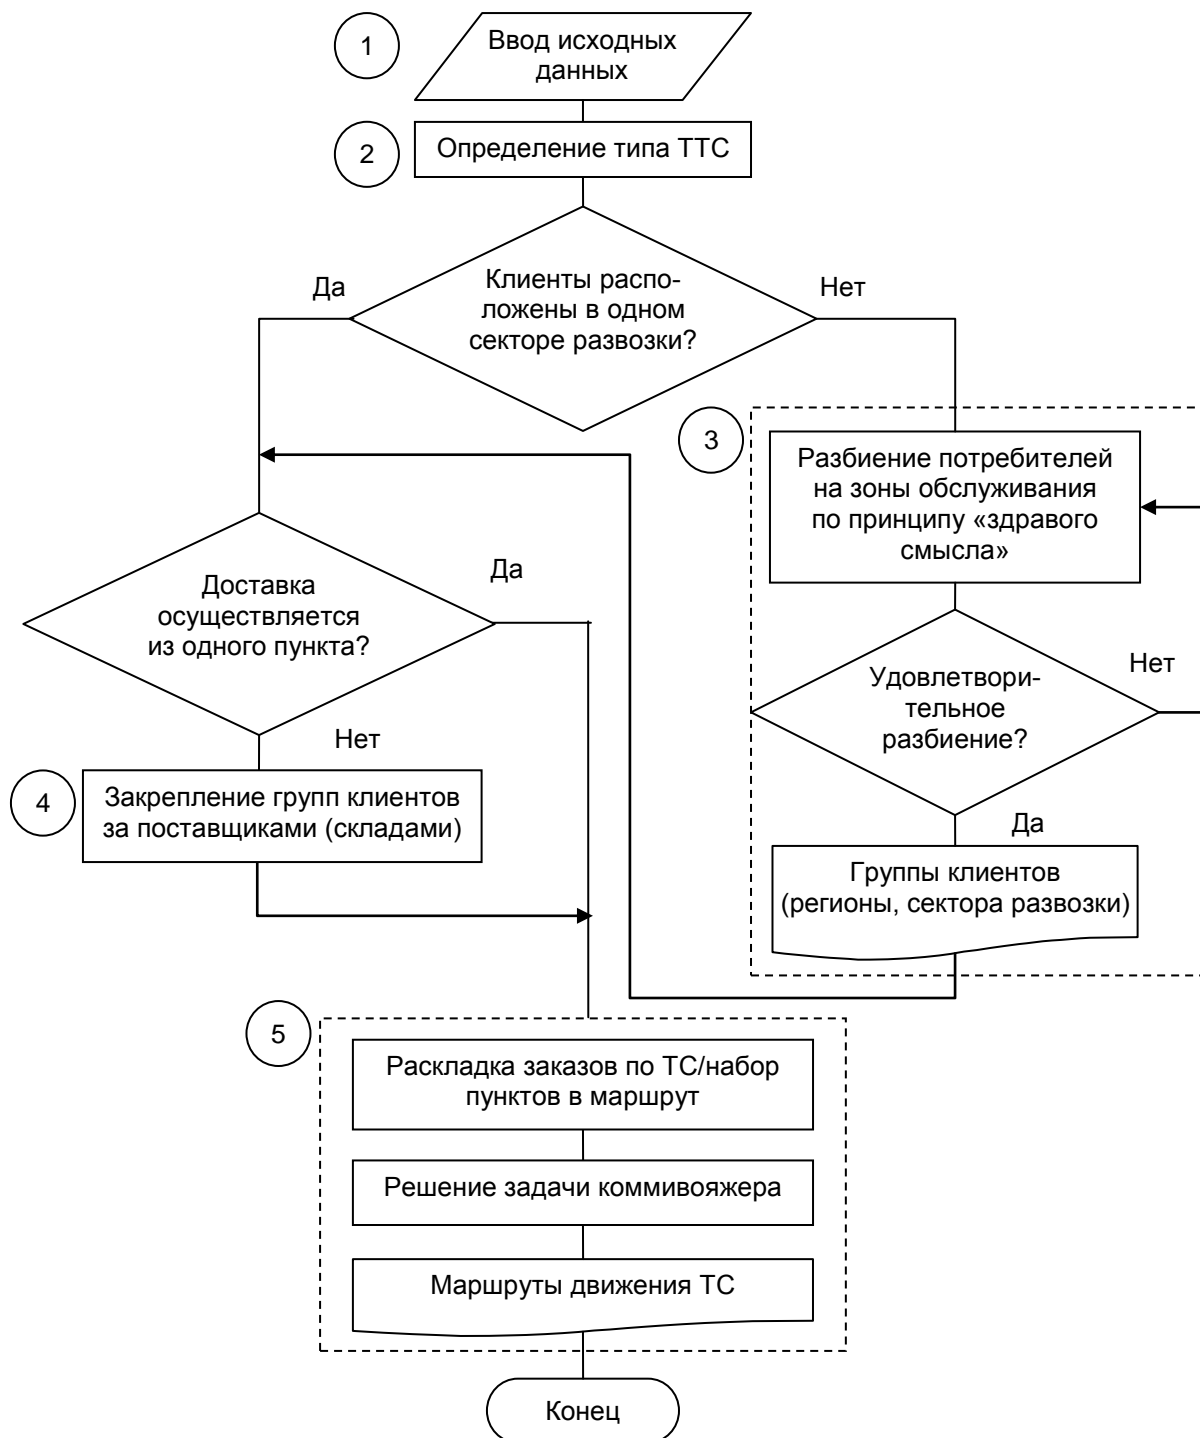 1
Ввод исходных
данных
2
Определение типа ТТС
Да
Клиенты распо-
ложены в одном
секторе развозки?
Нет
3
Разбиение потребителей
на зоны обслуживания
по принципу «здравого
смысла»
Доставка
осуществляется
из одного пункта?
Да
Нет
Удовлетвори-
тельное
разбиение?
Нет
Да
4
Закрепление групп клиентов
за поставщиками (складами)
Группы клиентов
(регионы, сектора развозки)
5
Раскладка заказов по ТС/набор
пунктов в маршрут
Решение задачи коммивояжера
Маршруты движения ТС
Конец